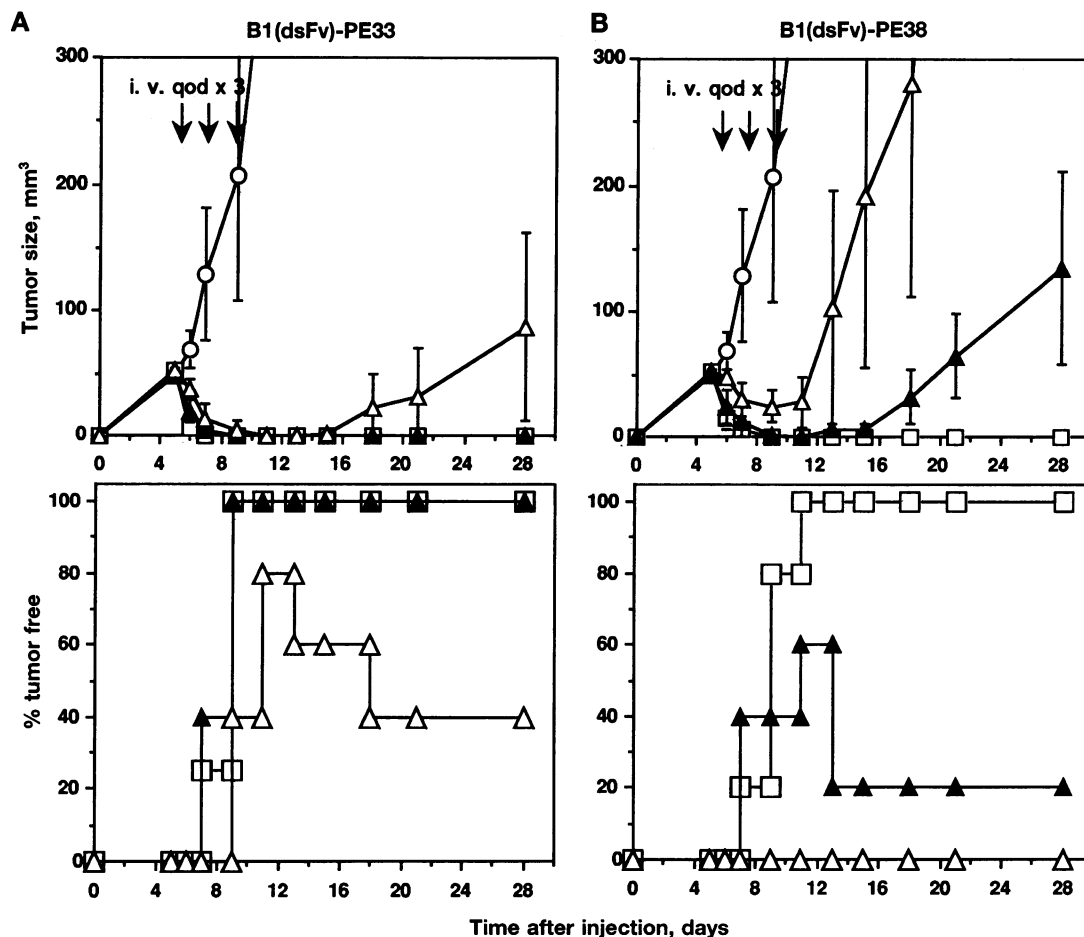 A
B1(dsFv)-PE33
B
B1(dsFv)-PE38
300
i. v. qod x 3
200
100
0
Tumor size, mm³
0 4 8 12 16 20 24 28
300
i. v. qod x 3
200
100
0
0 4 8 12 16 20 24 28
100
80
60
40
20
0
% tumor free
0 4 8 12 16 20 24 28
100
80
60
40
20
0
0 4 8 12 16 20 24 28
Time after injection, days